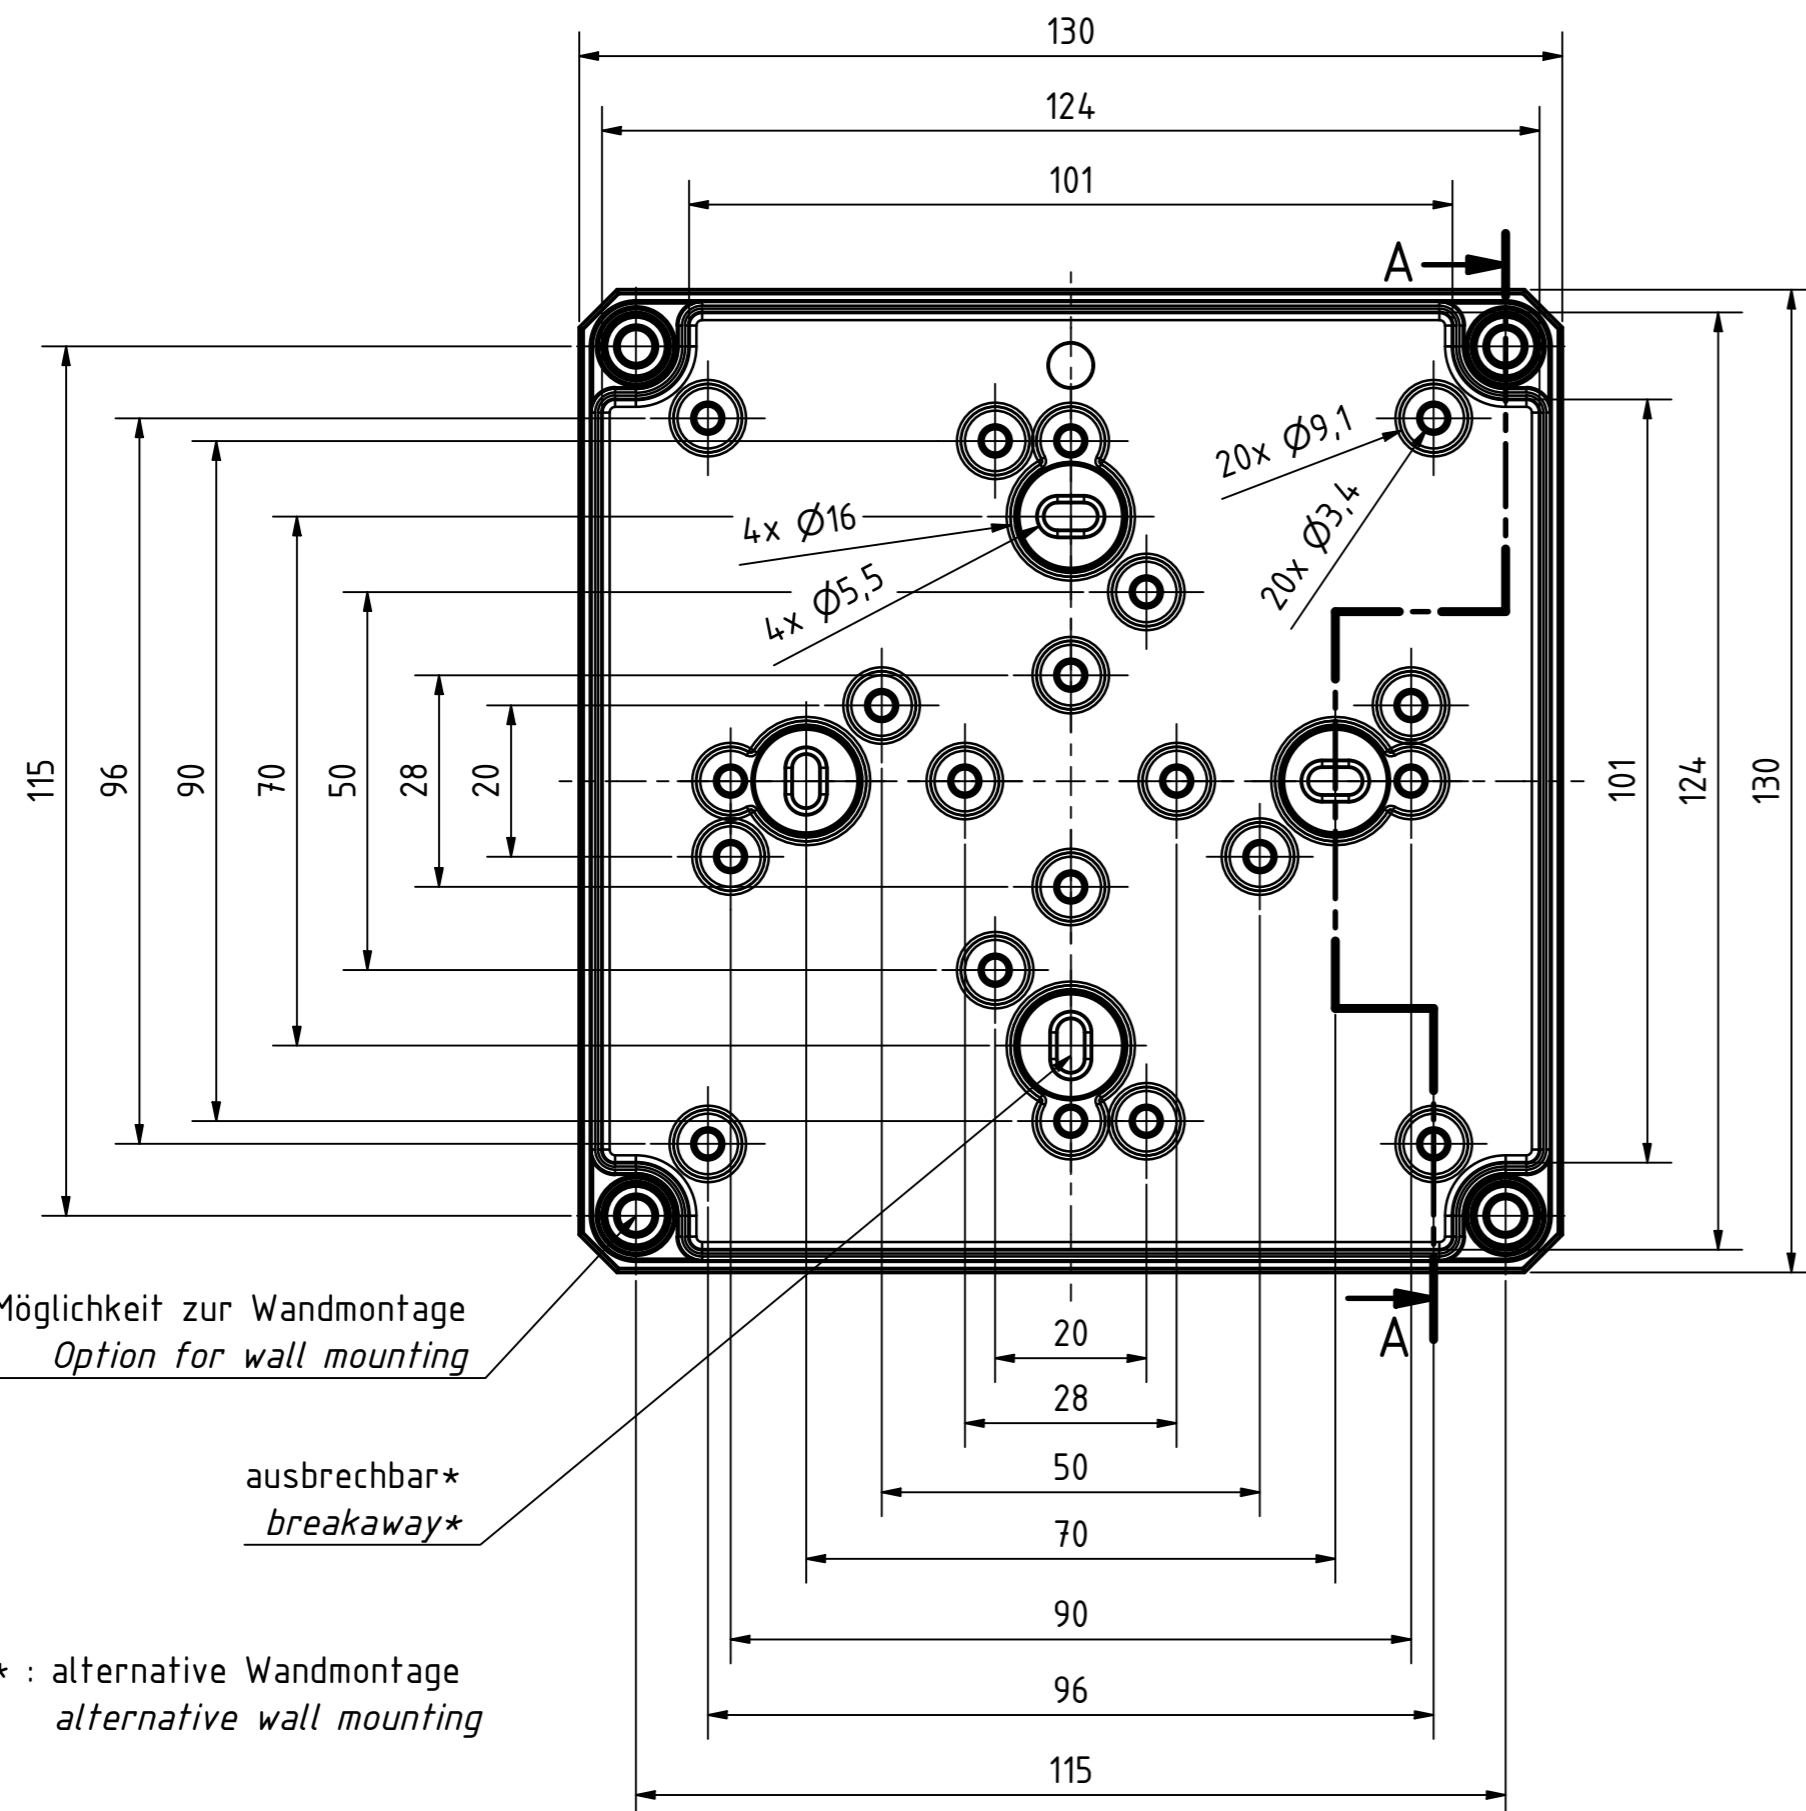 130
124
101
A
20x Ø9,1
4x Ø16
20x Ø3,4
4x Ø5,5
115
96
90
70
50
28
20
101
124
130
Möglichkeit zur Wandmontage
Option for wall mounting
A
20
28
ausbrechbar*
breakaway*
50
70
90
* : alternative Wandmontage
alternative wall mounting
96
115